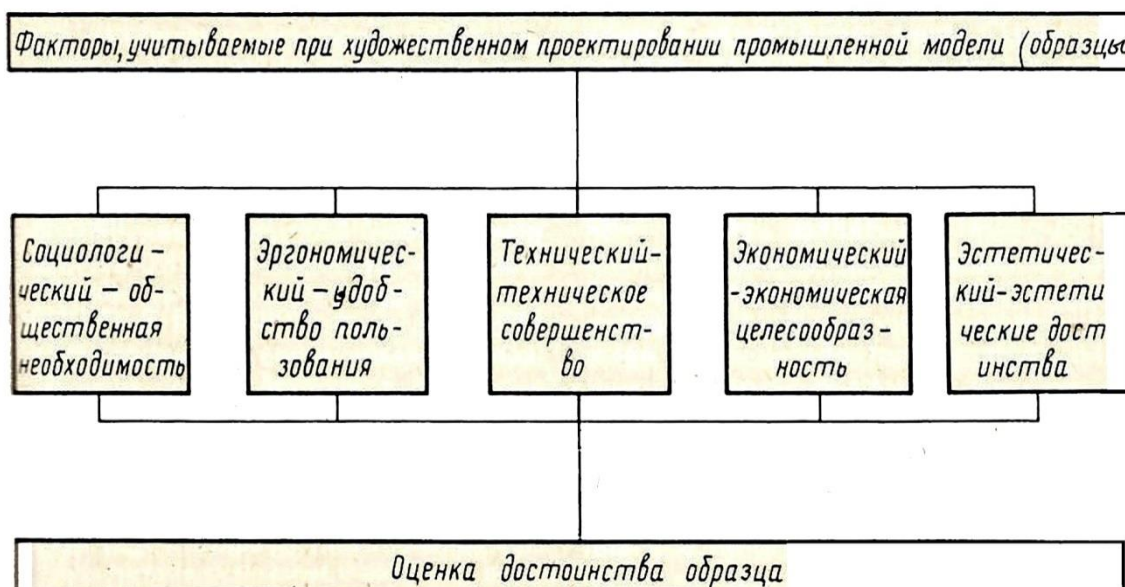 Факторы, учитываемые при художественном проектировании промышленной модели (образцы
Социологи-
ческий - об-
щественная
необходимость
Эргономичес-
кий - удоб-
ство поль-
зования
Технический-
техническое
совершенст-
во
Экономический
-экономическая
целесообраз-
ность
Эстетичес-
кий-эстети
ческие дост
инства
Оценка достоинства образца